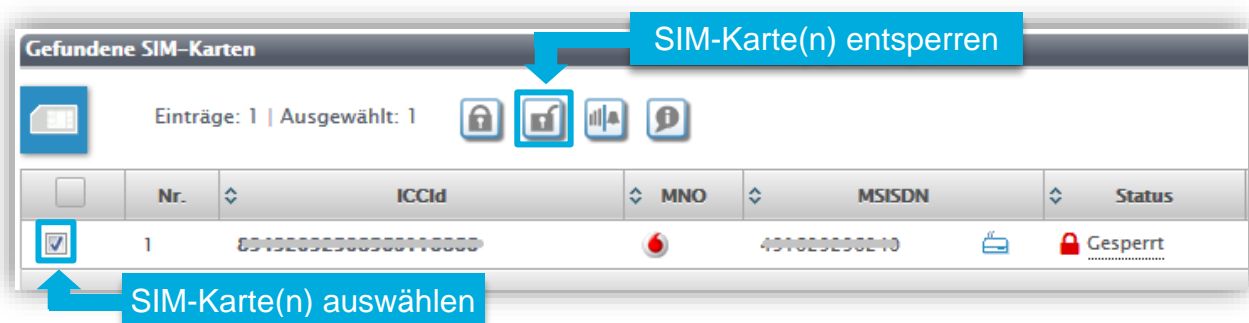 SIM-Karte(n) entsperren
Gefundene SIM-Karten
Einträge: 1 | Ausgewählt: 1
Nr. ICCId MNO MSISDN Status
1 Gesperrt
SIM-Karte(n) auswählen